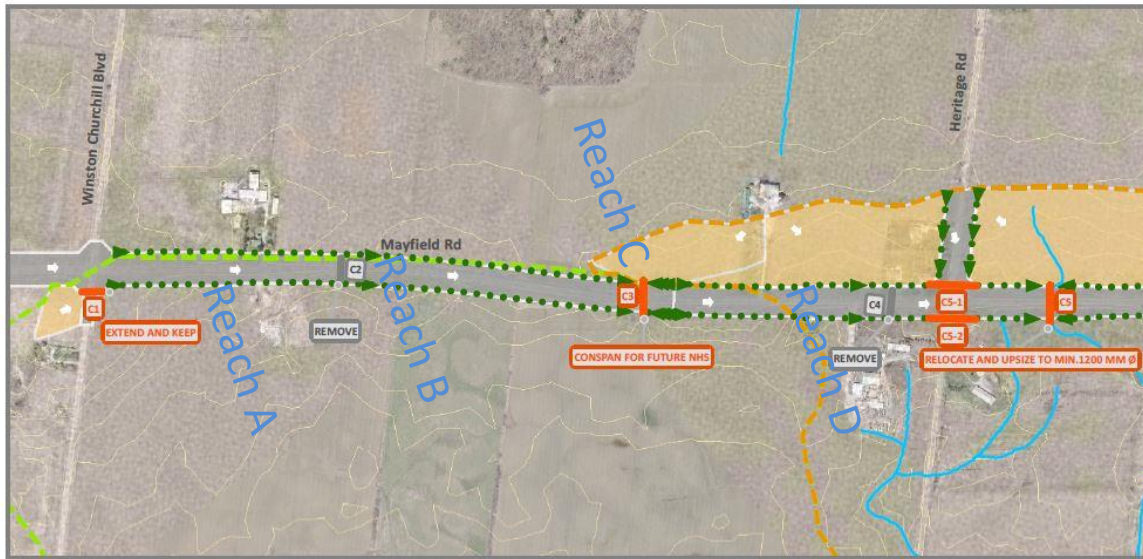 Winston Churchill Blvd
Heritage Rd
Mayfield Rd
Reach A
Reach B
Reach C
Reach D
C1
EXTEND AND KEEP
C2
REMOVE
C3
CONSPAN FOR FUTURE NHS
C4
REMOVE
C5-1
C5-2
C5
RELOCATE AND UPSIZE TO MIN.1200 MM Ø